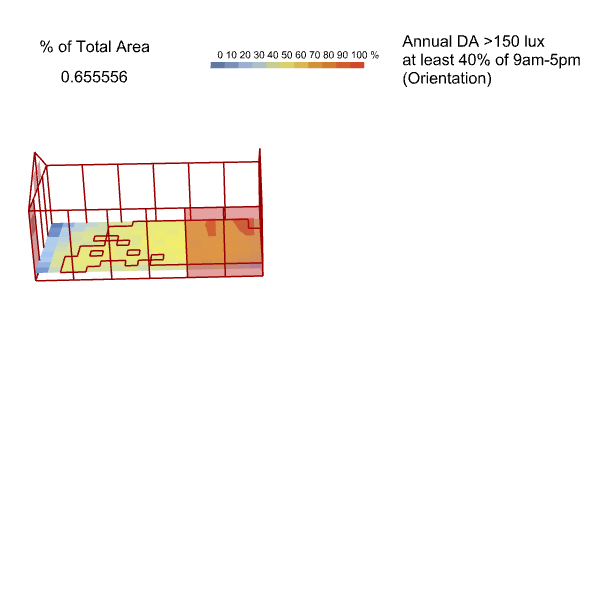 % of Total Area
0.655556
0 10 20 30 40 50 60 70 80 90 100 %
Annual DA >150 lux
at least 40% of 9am-5pm
(Orientation)